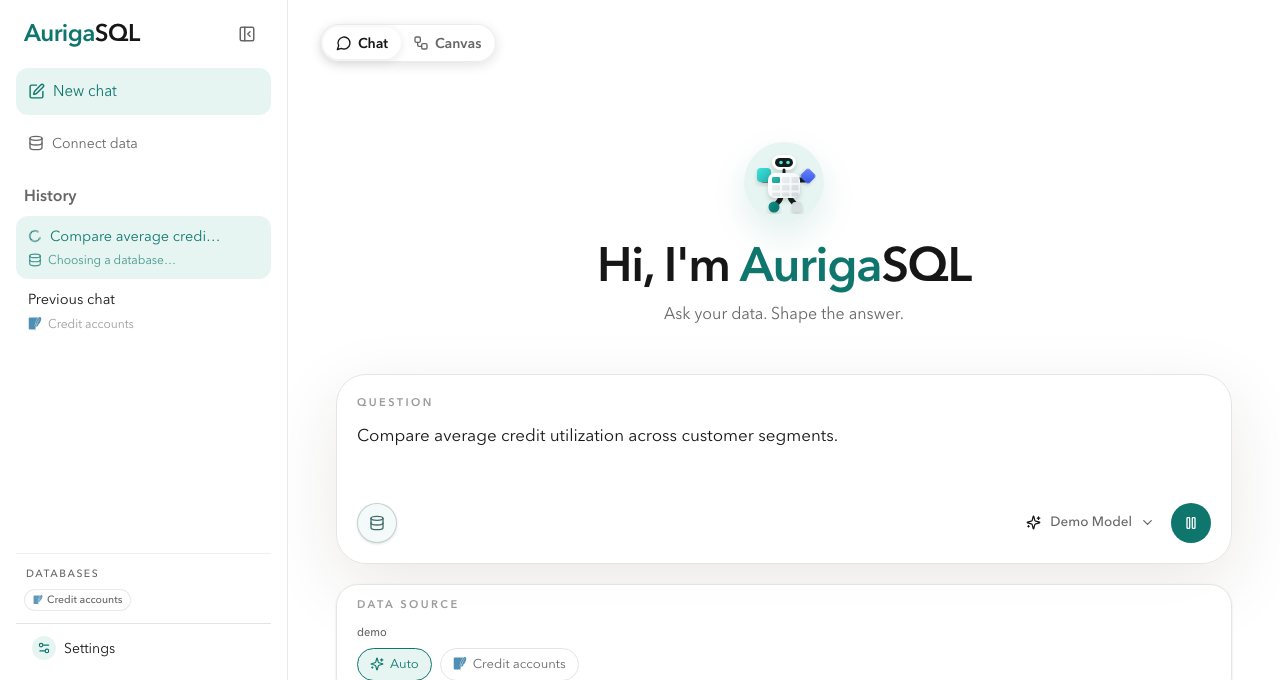 AurigaSQL
New chat
Connect data
History
Compare average credi…
Choosing a database…
Previous chat
Credit accounts
DATABASES
Credit accounts
Settings
Chat
Canvas
Hi, I'm AurigaSQL
Ask your data. Shape the answer.
QUESTION
Compare average credit utilization across customer segments.
Demo Model
DATA SOURCE
demo
Auto
Credit accounts